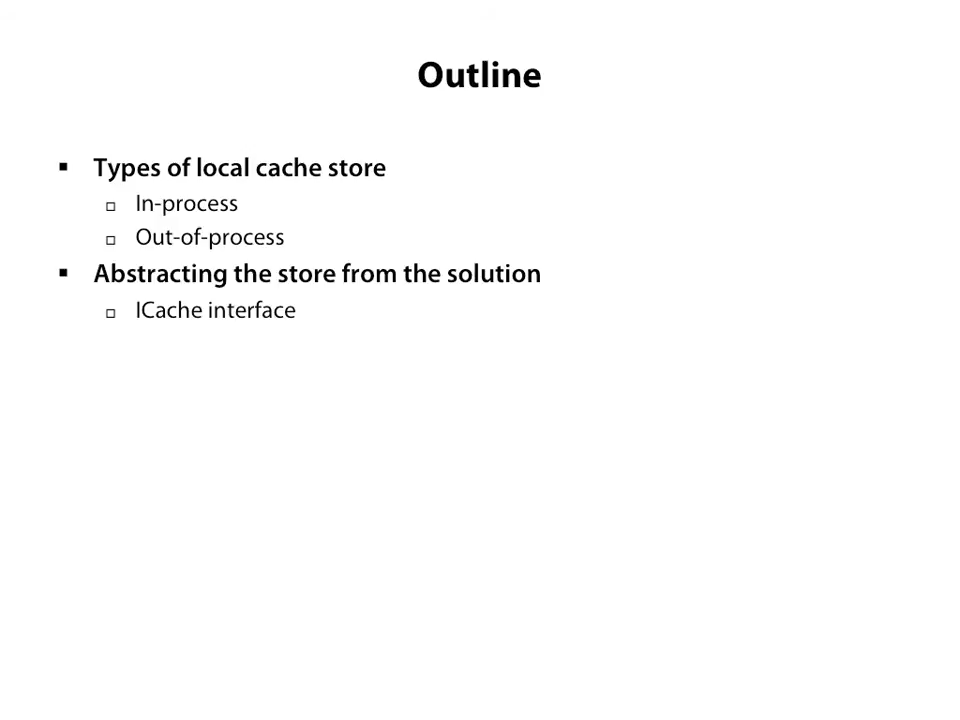 Outline
Types of local cache store
In-process
Out-of-process
Abstracting the store from the solution
ICache interface